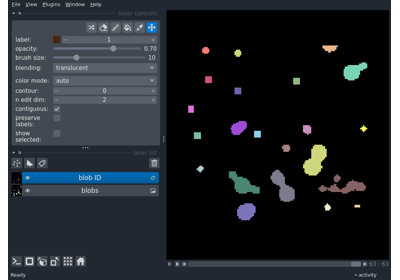 File View Plugins Window Help
layer controls
label: 1
opacity: 0.70
brush size: 10
blending: translucent
color mode: auto
contour: 0
n edit dim: 2
contiguous:
preserve
labels:
show
selected:
layer list
blob ID
blobs
63 63
Ready
activity